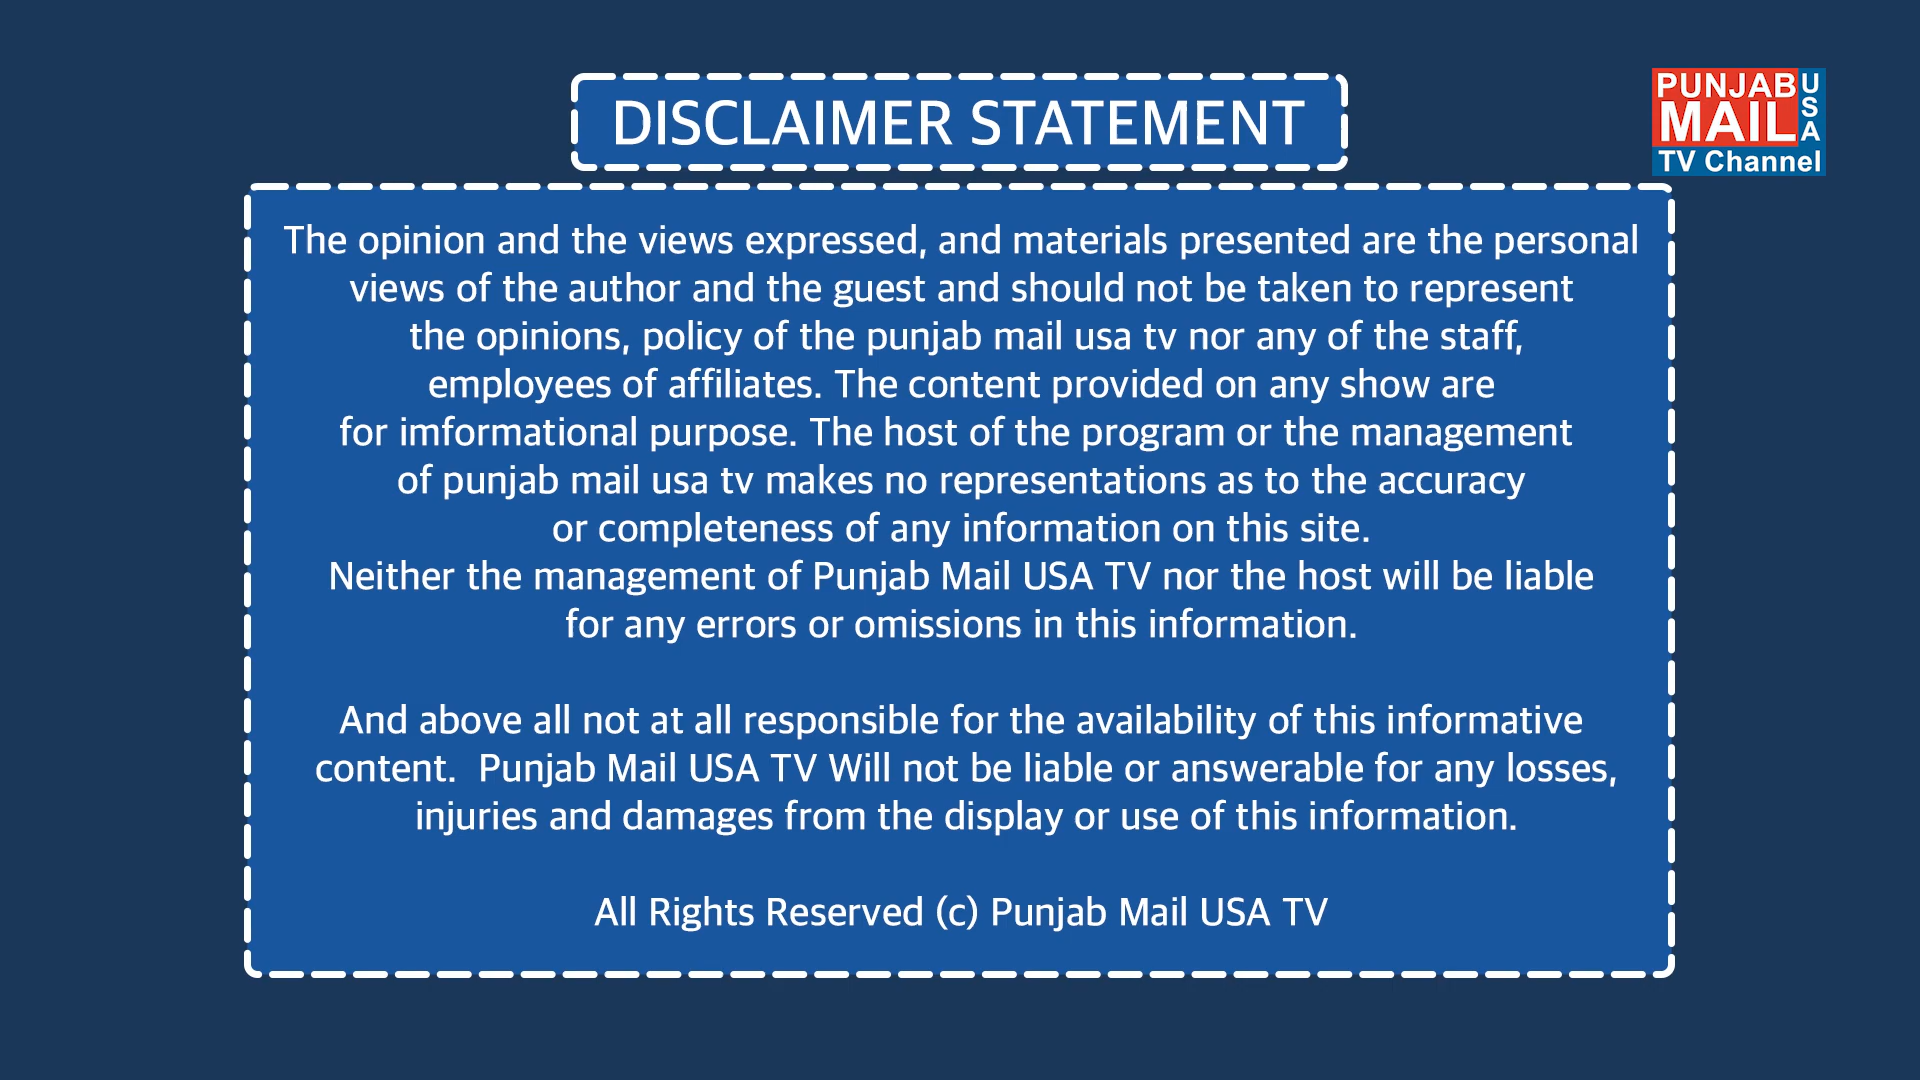 DISCLAIMER STATEMENT
PUNJAB USA
MAIL
TV Channel
The opinion and the views expressed, and materials presented are the personal
views of the author and the guest and should not be taken to represent
the opinions, policy of the punjab mail usa tv nor any of the staff,
employees of affiliates. The content provided on any show are
for imformational purpose. The host of the program or the management
of punjab mail usa tv makes no representations as to the accuracy
or completeness of any information on this site.
Neither the management of Punjab Mail USA TV nor the host will be liable
for any errors or omissions in this information.
And above all not at all responsible for the availability of this informative
content.  Punjab Mail USA TV Will not be liable or answerable for any losses,
injuries and damages from the display or use of this information.
All Rights Reserved (c) Punjab Mail USA TV